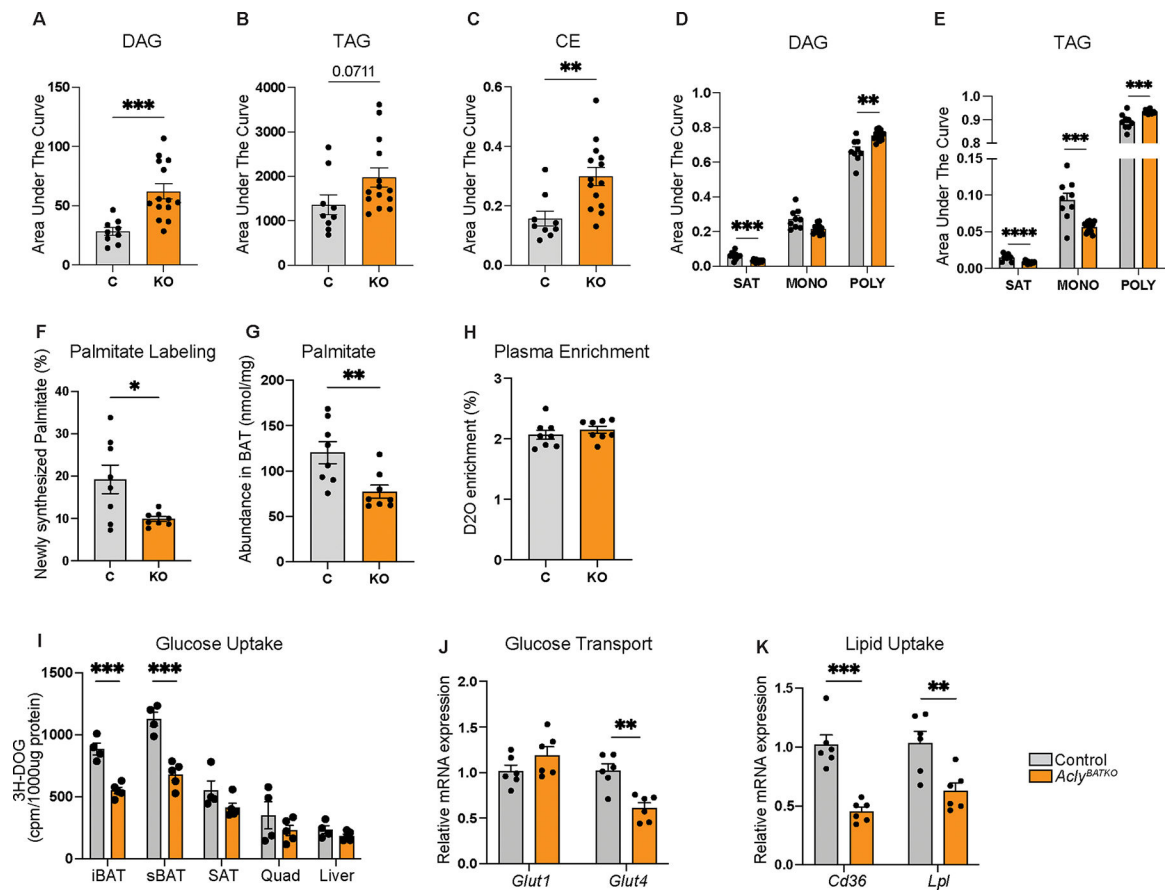 A
DAG
Area Under The Curve
150
100
50
0
***
C
KO
B
TAG
Area Under The Curve
4000
3000
2000
1000
0
0.0711
C
KO
C
CE
Area Under The Curve
0.6
0.4
0.2
0.0
**
C
KO
D
DAG
Area Under The Curve
1.0
0.8
0.6
0.4
0.2
0.0
***
**
SAT
MONO
POLY
E
TAG
Area Under The Curve
1.0
0.9
0.8
0.15
0.10
0.05
0.00
****
***
***
SAT
MONO
POLY
F
Palmitate Labeling
Newly synthesized Palmitate (%)
40
30
20
10
0
*
C
KO
G
Palmitate
Abundance in BAT (nmol/mg)
200
150
100
50
0
**
C
KO
H
Plasma Enrichment
D2O enrichment (%)
3
2
1
0
C
KO
I
Glucose Uptake
3H-DOG
(cpm/1000ug protein)
1500
1000
500
0
***
***
iBAT
sBAT
SAT
Quad
Liver
J
Glucose Transport
Relative mRNA expression
2.0
1.5
1.0
0.5
0.0
**
Glut1
Glut4
K
Lipid Uptake
Relative mRNA expression
1.5
1.0
0.5
0.0
***
**
Cd36
Lpl
Control
Acly^BATKO